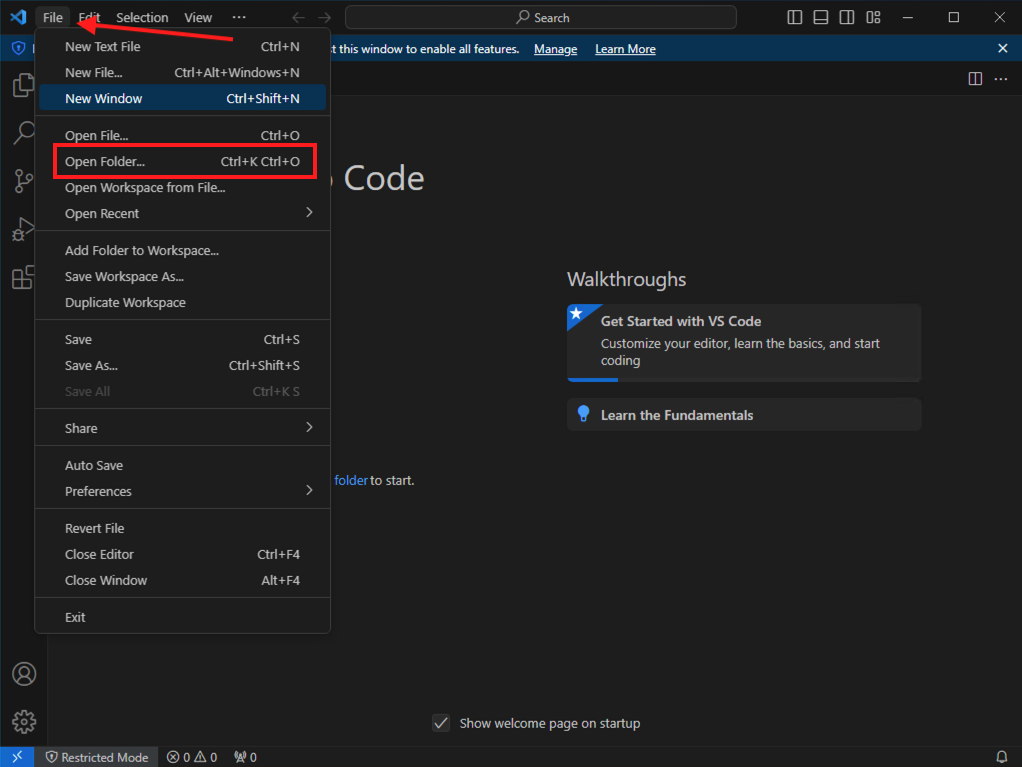 File Edit Selection View ···
Search
t this window to enable all features. Manage Learn More
New Text File Ctrl+N
New File... Ctrl+Alt+Windows+N
New Window Ctrl+Shift+N
Open File... Ctrl+O
Open Folder... Ctrl+K Ctrl+O
Open Workspace from File...
Open Recent
Add Folder to Workspace...
Save Workspace As...
Duplicate Workspace
Save Ctrl+S
Save As... Ctrl+Shift+S
Save All Ctrl+K S
Share
Auto Save
Preferences
Revert File
Close Editor Ctrl+F4
Close Window Alt+F4
Exit
Code
Walkthroughs
Get Started with VS Code
Customize your editor, learn the basics, and start
coding
Learn the Fundamentals
folder to start.
Show welcome page on startup
Restricted Mode 0 0 0